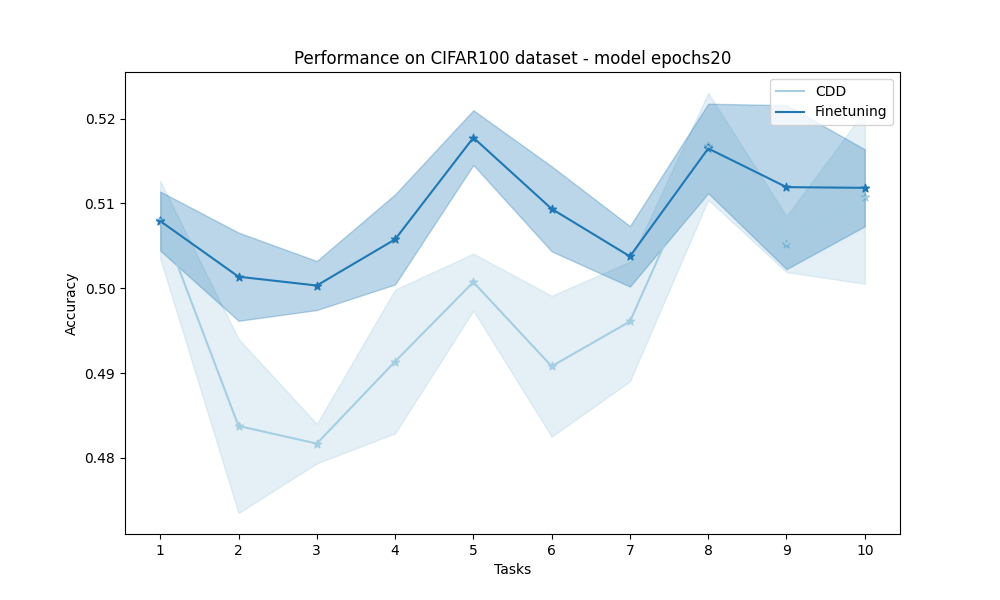 Performance on CIFAR100 dataset - model epochs20
CDD
Finetuning
0.52
0.51
0.50
0.49
0.48
Accuracy
1 2 3 4 5 6 7 8 9 10
Tasks